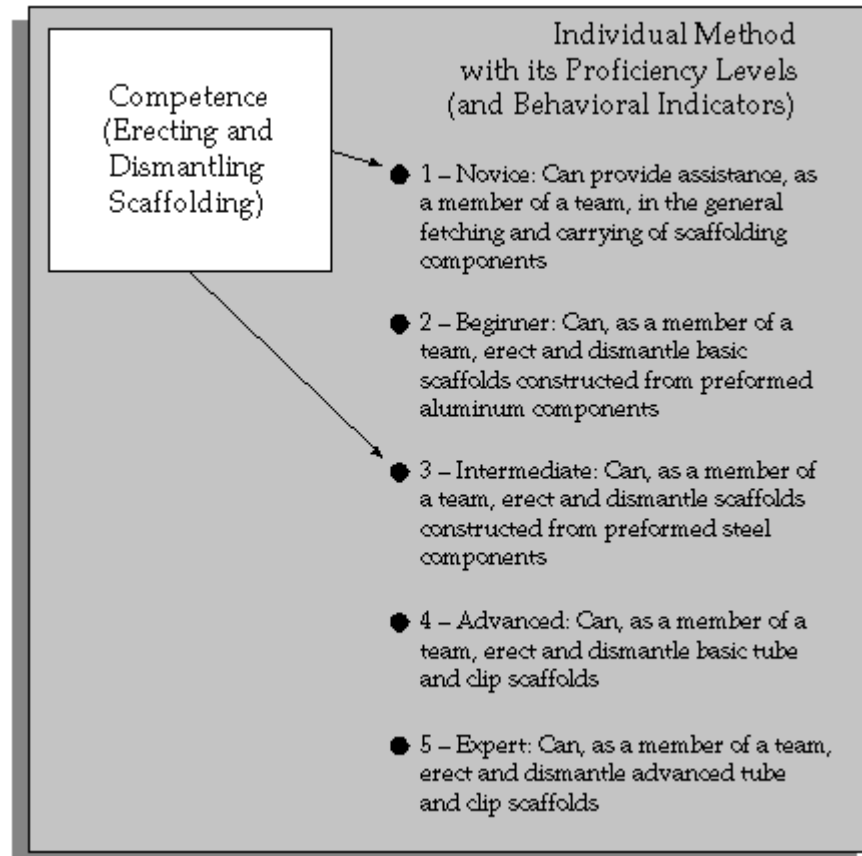 Individual Method
with its Proficiency Levels
(and Behavioral Indicators)
Competence
(Erecting and
Dismantling
Scaffolding)
1 – Novice: Can provide assistance, as
a member of a team, in the general
fetching and carrying of scaffolding
components
2 – Beginner: Can, as a member of a
team, erect and dismantle basic
scaffolds constructed from preformed
aluminum components
3 – Intermediate: Can, as a member of
a team, erect and dismantle scaffolds
constructed from preformed steel
components
4 – Advanced: Can, as a member of a
team, erect and dismantle basic tube
and clip scaffolds
5 – Expert: Can, as a member of a team,
erect and dismantle advanced tube
and clip scaffolds